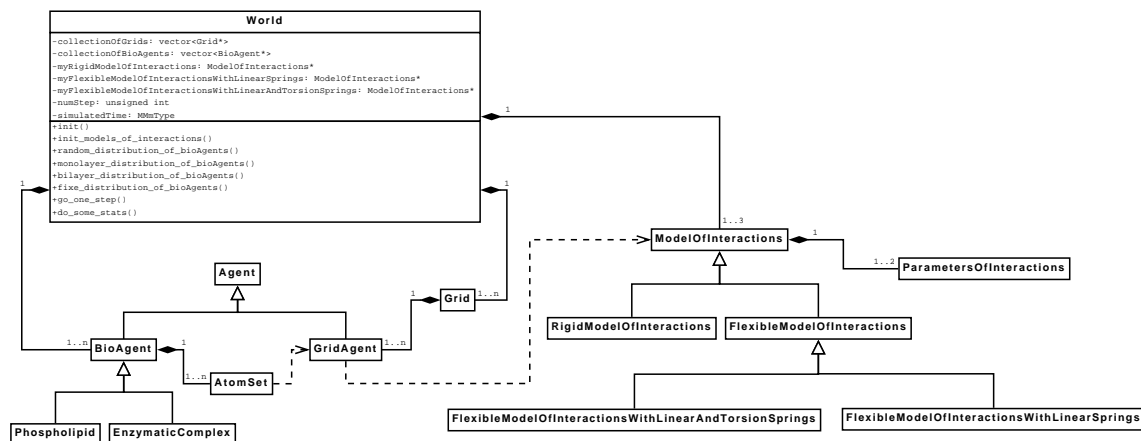 World
-collectionOfGrids: vector<Grid*>
-collectionOfBioAgents: vector<BioAgent*>
-myRigidModelOfInteractions: ModelOfInteractions*
-myFlexibleModelOfInteractionsWithLinearSprings: ModelOfInteractions*
-myFlexibleModelOfInteractionsWithLinearAndTorsionSprings: ModelOfInteractions*
-numStep: unsigned int
-simulatedTime: MMmType
+init()
+init_models_of_interactions()
+random_distribution_of_bioAgents()
+monolayer_distribution_of_bioAgents()
+bilayer_distribution_of_bioAgents()
+fixe_distribution_of_bioAgents()
+go_one_step()
+do_some_stats()
1
1
1
1..3
ModelOfInteractions
1
1..2
ParametersOfInteractions
Agent
1
Grid
1..n
RigidModelOfInteractions
FlexibleModelOfInteractions
1..n
BioAgent
1
GridAgent
1..n
1..n
AtomSet
FlexibleModelOfInteractionsWithLinearAndTorsionSprings
FlexibleModelOfInteractionsWithLinearSprings
Phospholipid
EnzymaticComplex